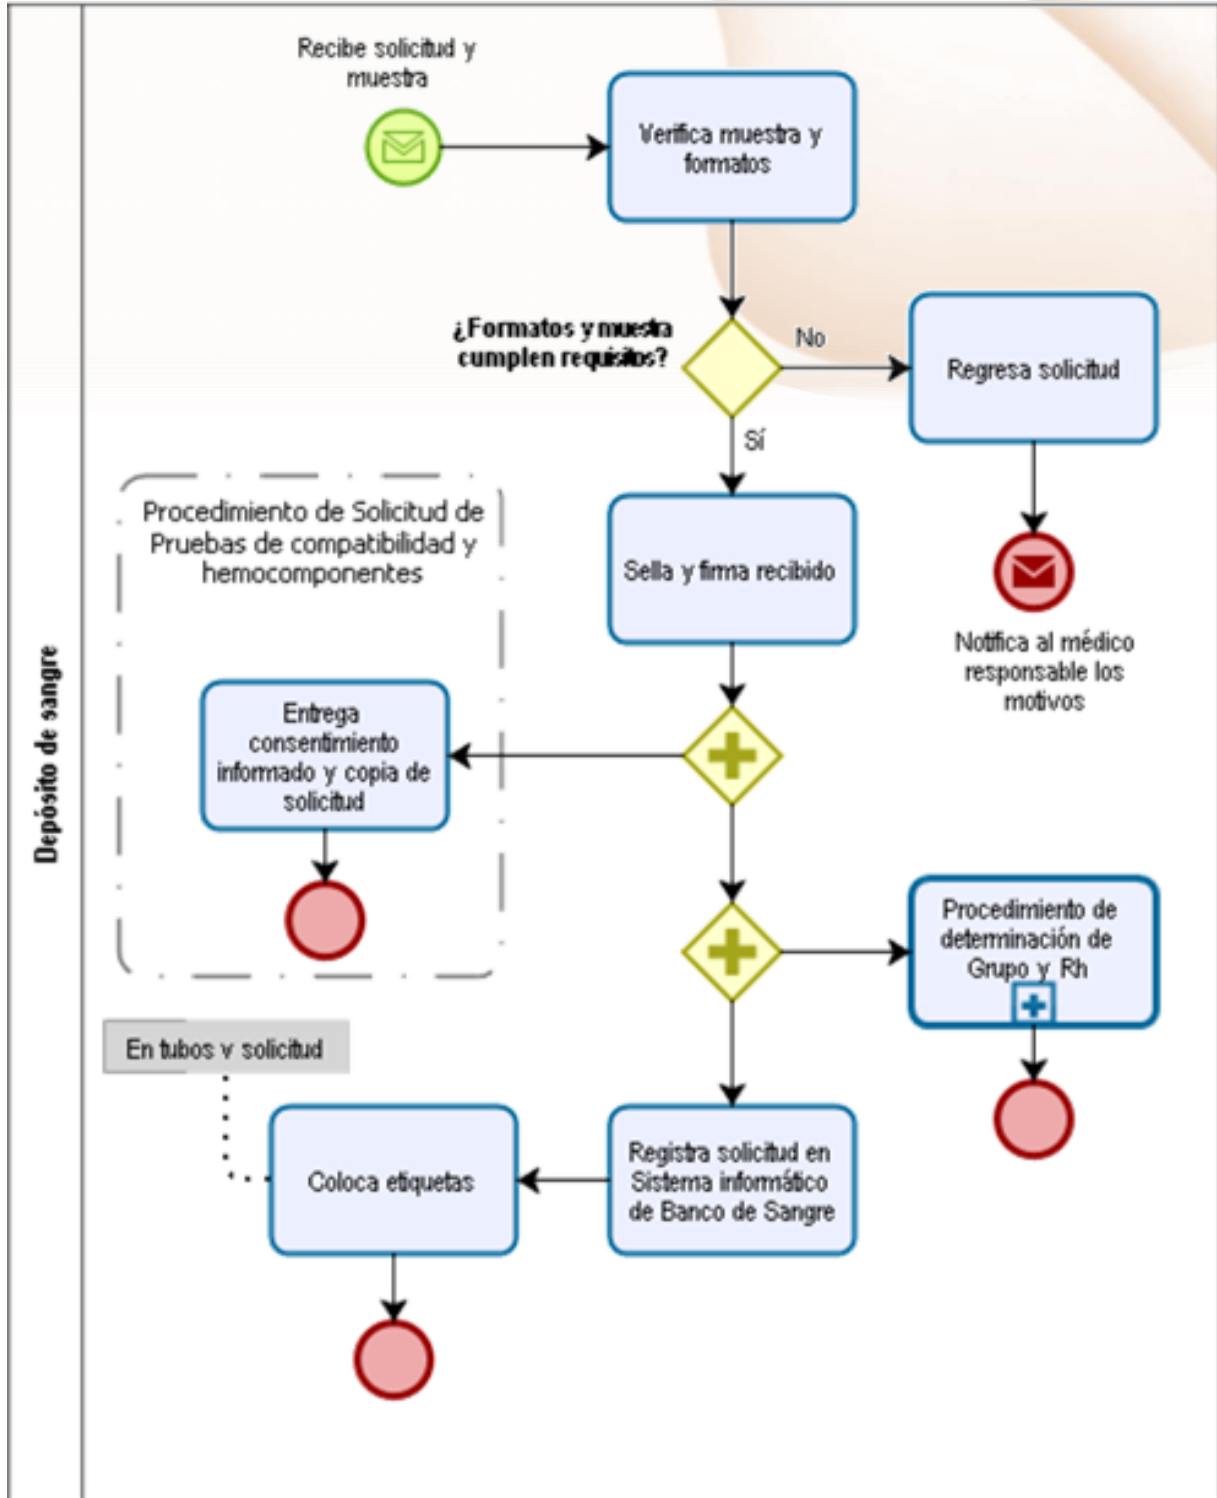 Recibe solicitud y
muestra
Verifica muestra y
formatos
¿Formatos y muestra
cumplen requisitos?
No
Regresa solicitud
Sí
Procedimiento de Solicitud de
Pruebas de compatibilidad y
hemocomponentes
Sella y firma recibido
Notifica al médico
responsable los
motivos
Entrega
consentimiento
informado y copia de
solicitud
Depósito de sangre
Procedimiento de
determinación de
Grupo y Rh
En tubos y solicitud
Coloca etiquetas
Registra solicitud en
Sistema informático
de Banco de Sangre